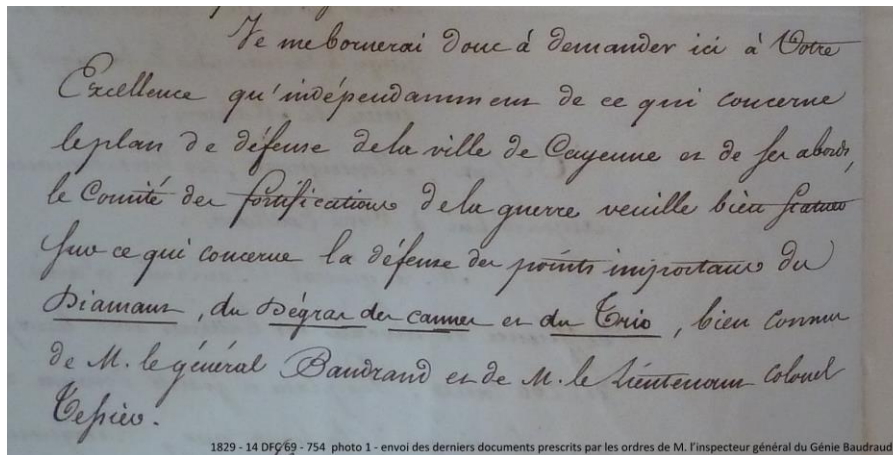 Je me bornerai donc à demander ici à Votre
Excellence qu'indépendamment de ce qui concerne
le plan de défense de la ville de Cayenne et de ses abords,
le Comité des fortifications de la guerre veuille bien statuer
sur ce qui concerne la défense des points importans du
Diamant, du Dégras des cannes et du Trio, bien connus
de M. le général Baudrand et de M. le Lieutenant colonel
1829 - 14 DFC 69 - 754 photo 1 - envoi des derniers documents prescrits par les ordres de M. l'inspecteur général du Génie Baudraud